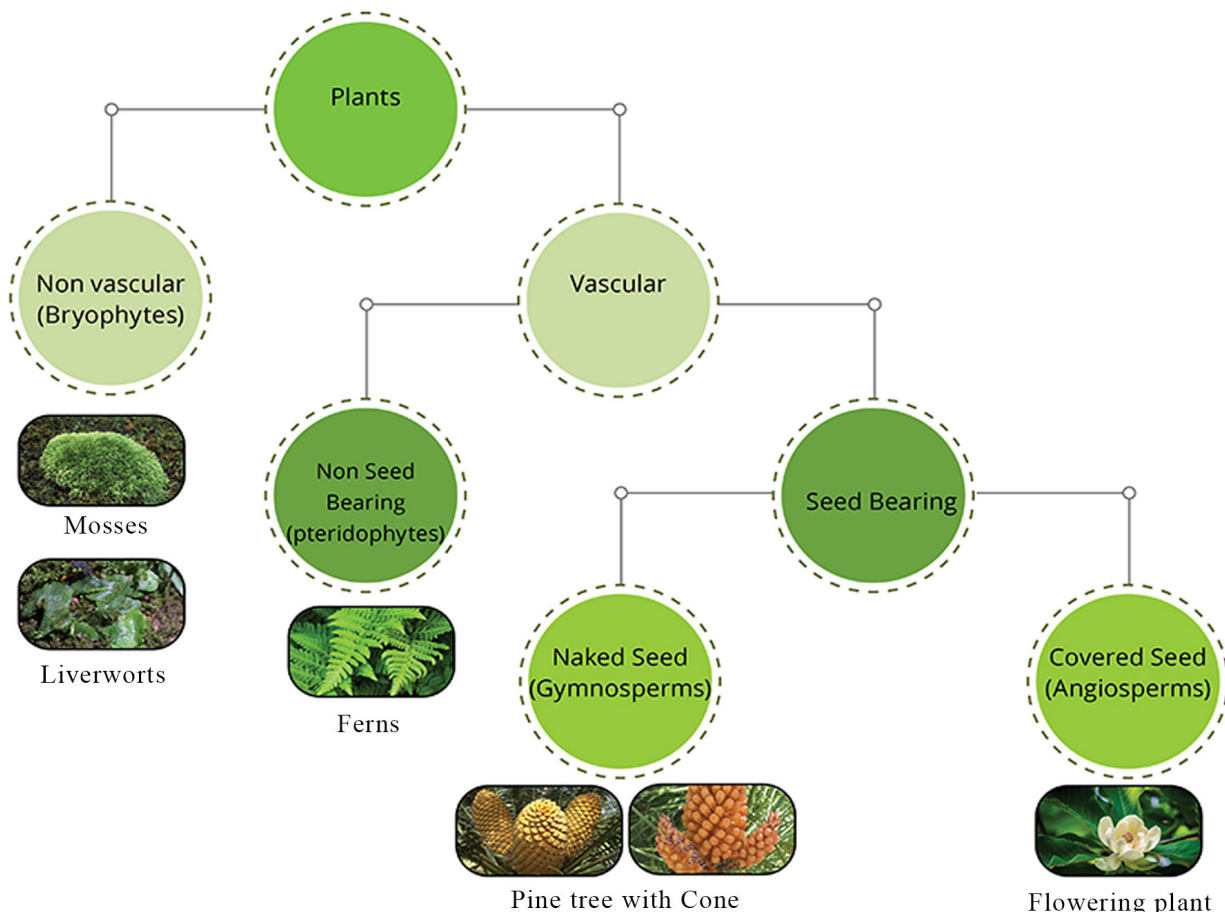 Plants
Non vascular
(Bryophytes)
Vascular
Mosses
Liverworts
Non Seed
Bearing
(pteridophytes)
Ferns
Seed Bearing
Naked Seed
(Gymnosperms)
Pine tree with Cone
Covered Seed
(Angiosperms)
Flowering plant